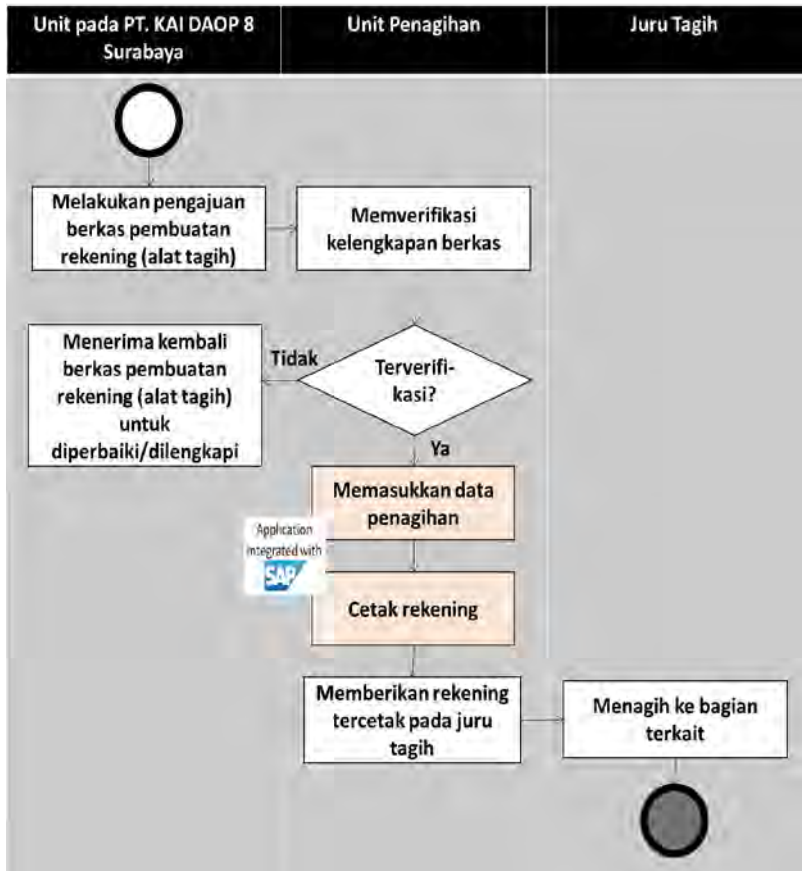 Unit pada PT. KAI DAOP 8
Surabaya
Unit Penagihan
Juru Tagih
Melakukan pengajuan
berkas pembuatan
rekening (alat tagih)
Memverifikasi
kelengkapan berkas
Menerima kembali
berkas pembuatan
rekening (alat tagih)
untuk
diperbaiki/dilengkapi
Tidak
Terverifi-
kasi?
Ya
Memasukkan data
penagihan
Application
integrated with
SAP
Cetak rekening
Memberikan rekening
tercetak pada juru
tagih
Menagih ke bagian
terkait